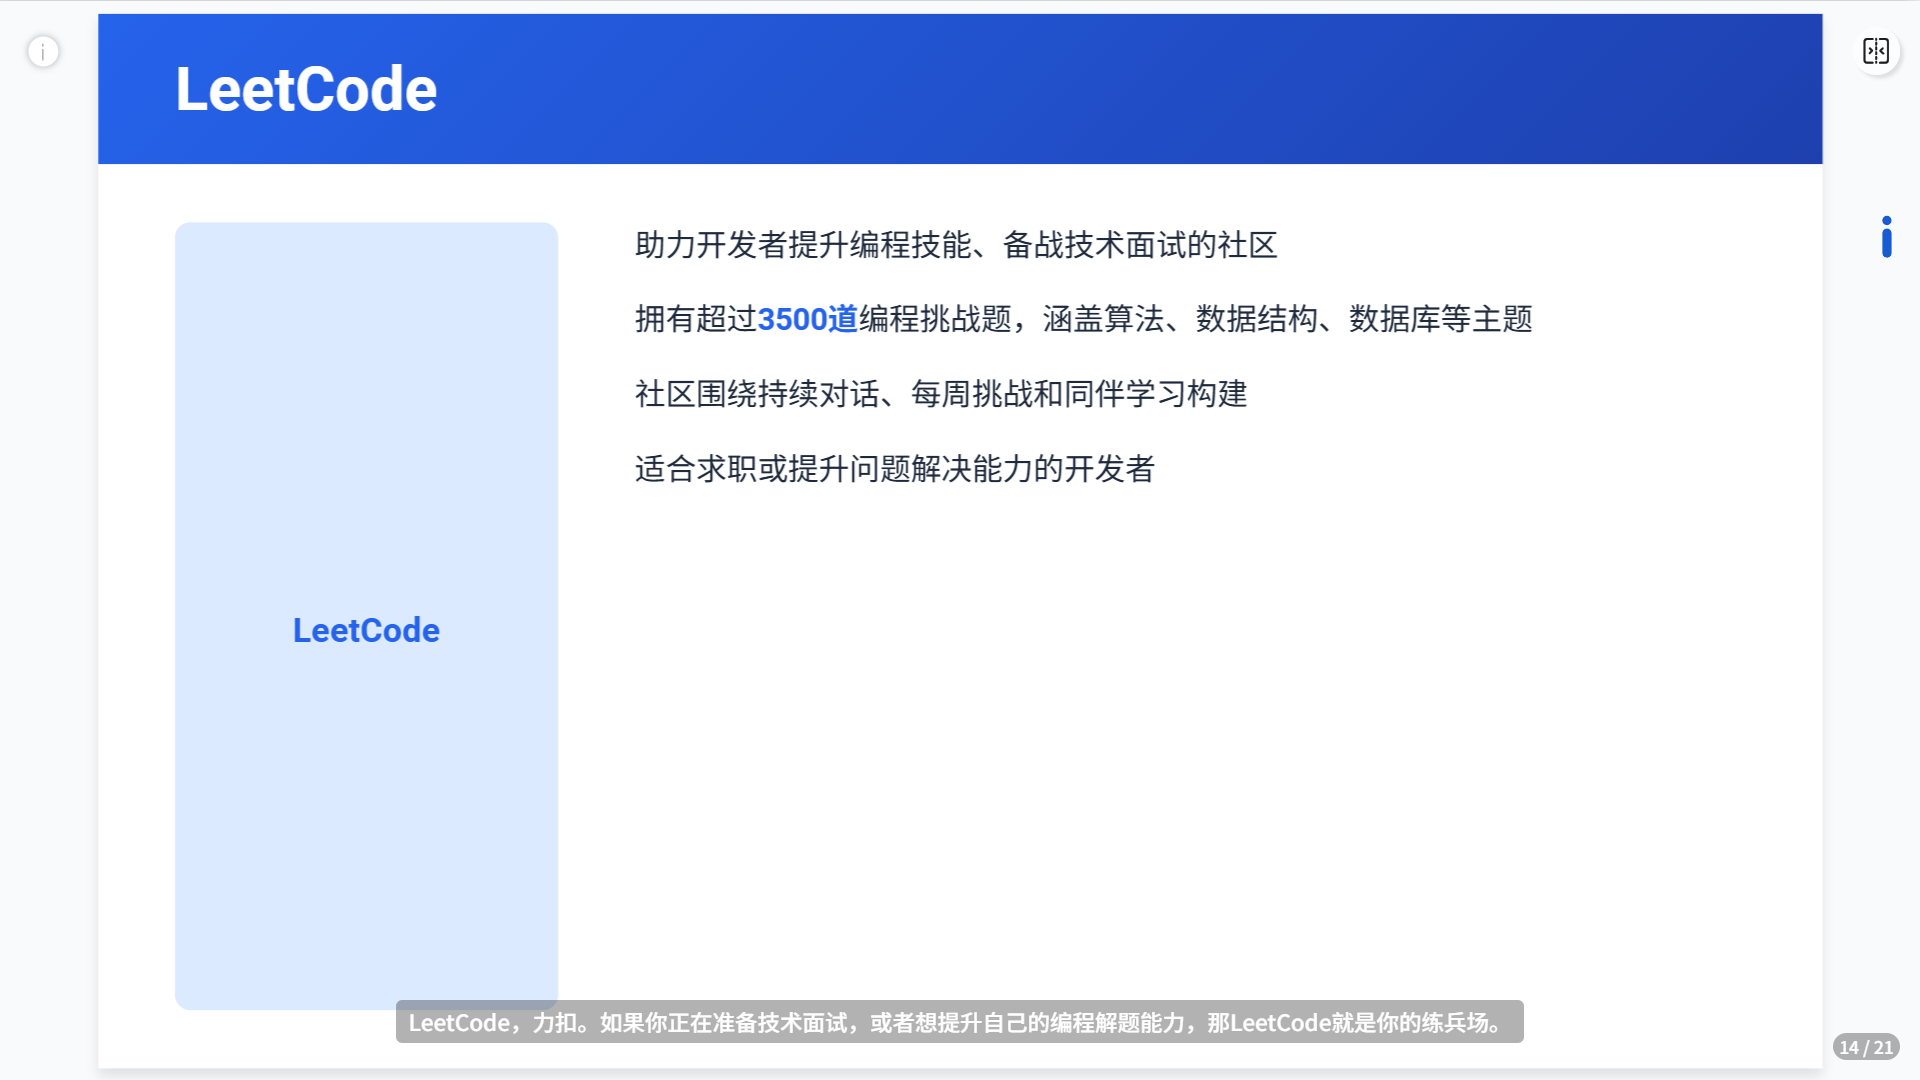 LeetCode
助力开发者提升编程技能、备战技术面试的社区
拥有超过3500道编程挑战题，涵盖算法、数据结构、数据库等主题
社区围绕持续对话、每周挑战和同伴学习构建
适合求职或提升问题解决能力的开发者
LeetCode
LeetCode，力扣。如果你正在准备技术面试，或者想提升自己的编程解题能力，那LeetCode就是你的练兵场。
14 / 21